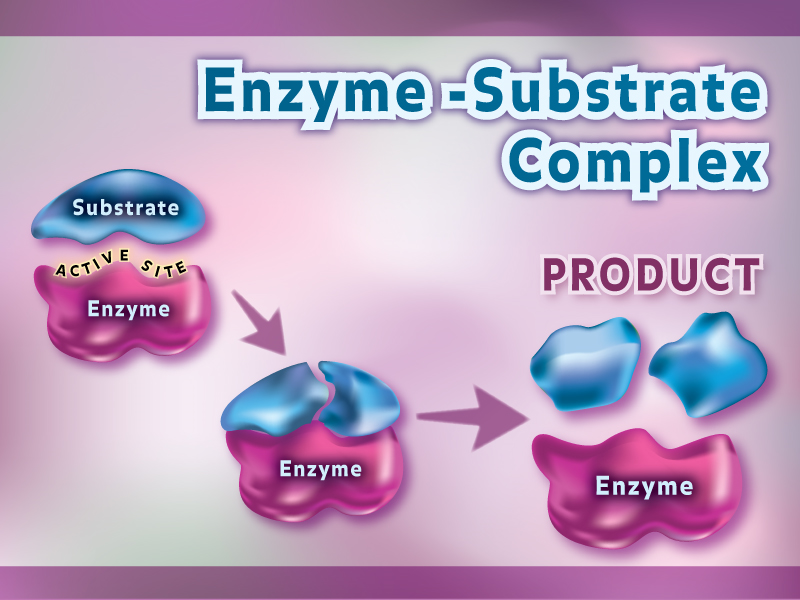 Enzyme -Substrate
Complex
Substrate
ACTIVE SITE
Enzyme
PRODUCT
Enzyme
Enzyme